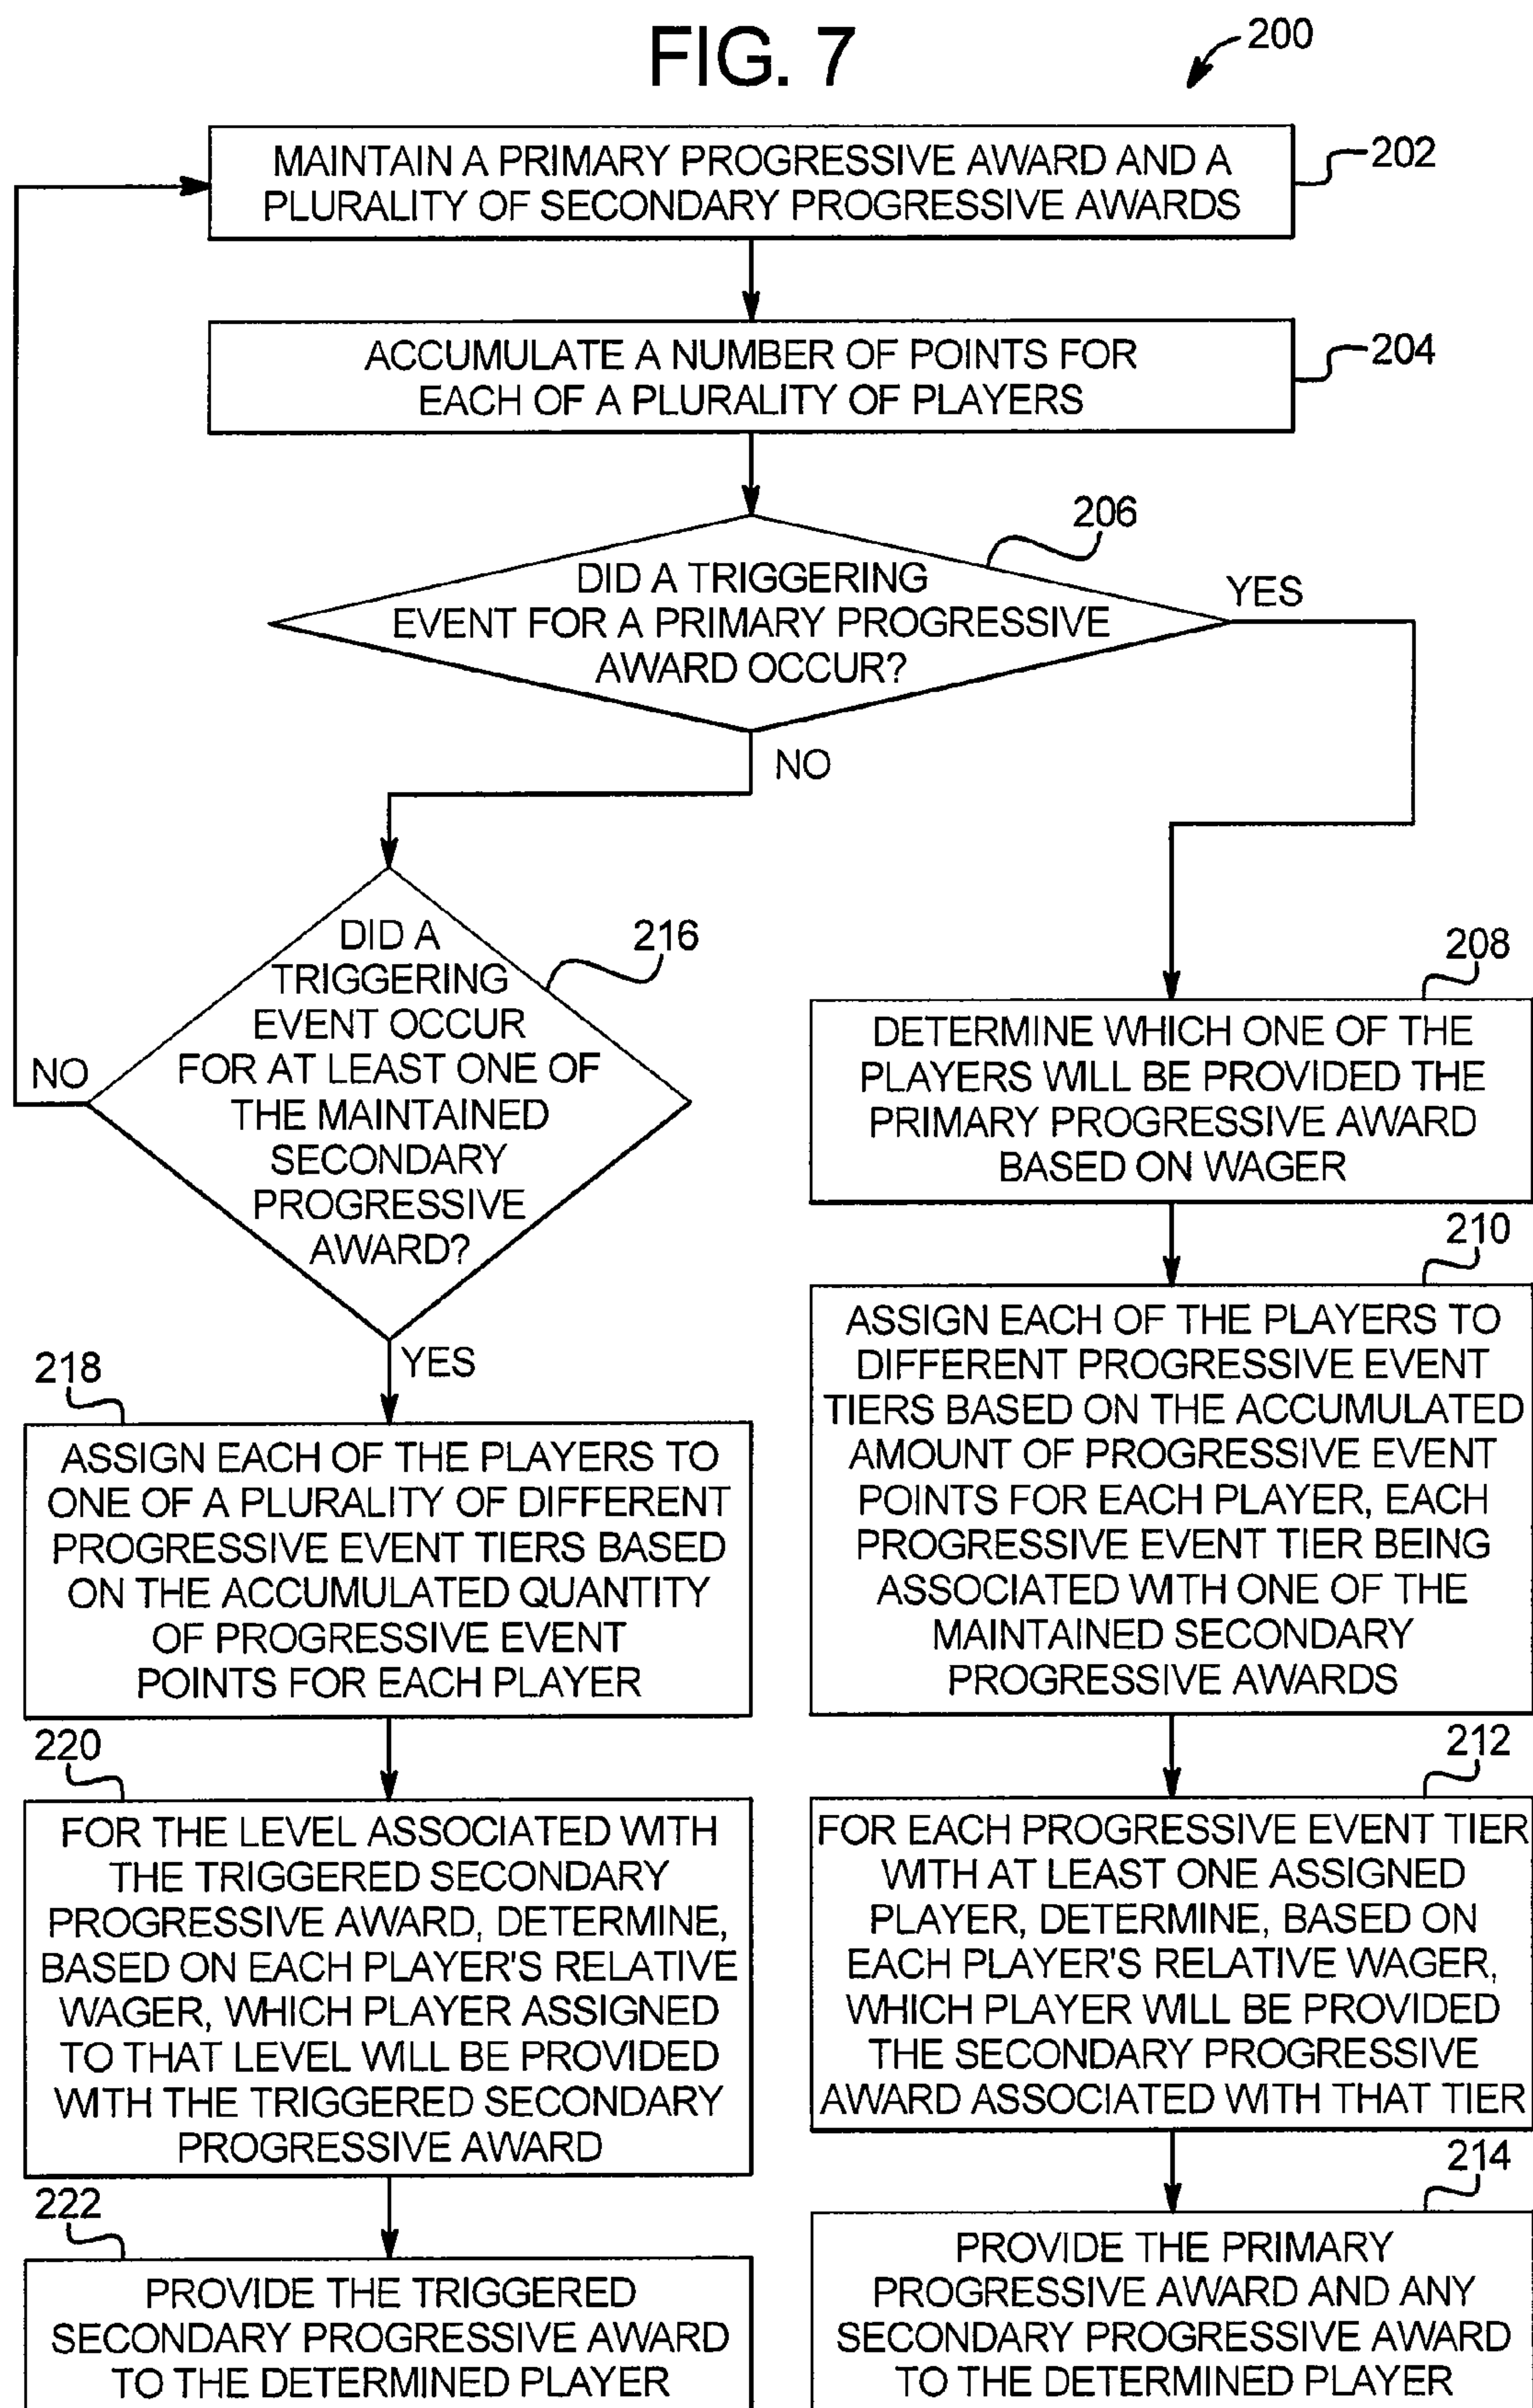 FIG. 7
200
MAINTAIN A PRIMARY PROGRESSIVE AWARD AND A
PLURALITY OF SECONDARY PROGRESSIVE AWARDS
202
ACCUMULATE A NUMBER OF POINTS FOR
EACH OF A PLURALITY OF PLAYERS
204
206
DID A TRIGGERING
EVENT FOR A PRIMARY PROGRESSIVE
AWARD OCCUR?
YES
NO
216
DID A
TRIGGERING
EVENT OCCUR
FOR AT LEAST ONE OF
THE MAINTAINED
SECONDARY
PROGRESSIVE
AWARD?
NO
YES
208
DETERMINE WHICH ONE OF THE
PLAYERS WILL BE PROVIDED THE
PRIMARY PROGRESSIVE AWARD
BASED ON WAGER
210
ASSIGN EACH OF THE PLAYERS TO
DIFFERENT PROGRESSIVE EVENT
TIERS BASED ON THE ACCUMULATED
AMOUNT OF PROGRESSIVE EVENT
POINTS FOR EACH PLAYER, EACH
PROGRESSIVE EVENT TIER BEING
ASSOCIATED WITH ONE OF THE
MAINTAINED SECONDARY
PROGRESSIVE AWARDS
218
ASSIGN EACH OF THE PLAYERS TO
ONE OF A PLURALITY OF DIFFERENT
PROGRESSIVE EVENT TIERS BASED
ON THE ACCUMULATED QUANTITY
OF PROGRESSIVE EVENT
POINTS FOR EACH PLAYER
212
FOR EACH PROGRESSIVE EVENT TIER
WITH AT LEAST ONE ASSIGNED
PLAYER, DETERMINE, BASED ON
EACH PLAYER'S RELATIVE WAGER,
WHICH PLAYER WILL BE PROVIDED
THE SECONDARY PROGRESSIVE
AWARD ASSOCIATED WITH THAT TIER
220
FOR THE LEVEL ASSOCIATED WITH
THE TRIGGERED SECONDARY
PROGRESSIVE AWARD, DETERMINE,
BASED ON EACH PLAYER'S RELATIVE
WAGER, WHICH PLAYER ASSIGNED
TO THAT LEVEL WILL BE PROVIDED
WITH THE TRIGGERED SECONDARY
PROGRESSIVE AWARD
214
PROVIDE THE PRIMARY
PROGRESSIVE AWARD AND ANY
SECONDARY PROGRESSIVE AWARD
TO THE DETERMINED PLAYER
222
PROVIDE THE TRIGGERED
SECONDARY PROGRESSIVE AWARD
TO THE DETERMINED PLAYER